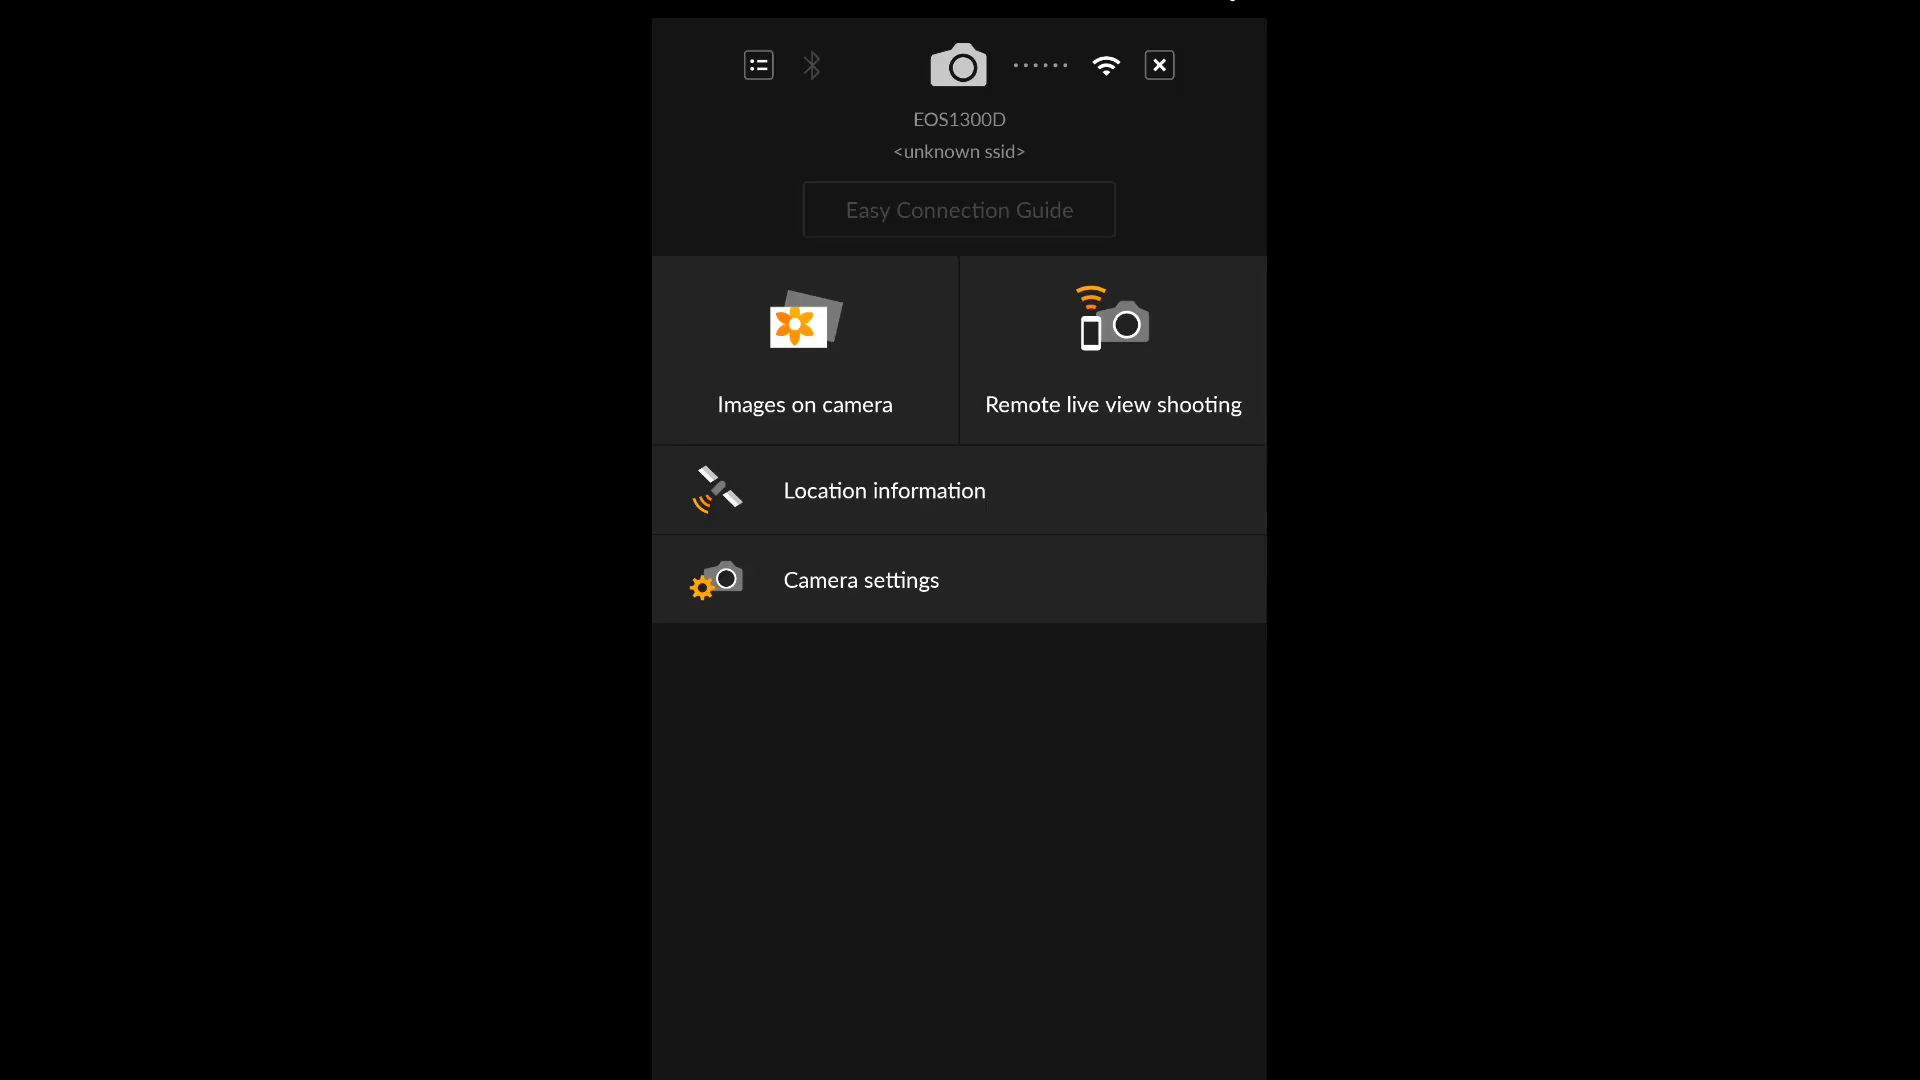 EOS1300D
<unknown ssid>
Easy Connection Guide
Images on camera
Remote live view shooting
Location information
Camera settings